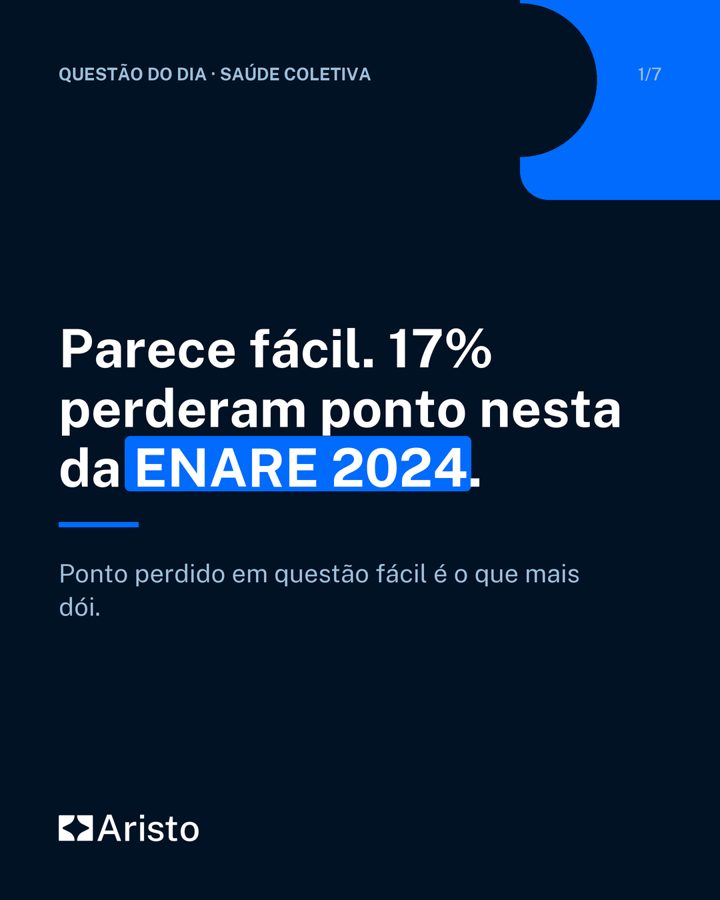 QUESTÃO DO DIA · SAÚDE COLETIVA
1/7
Parece fácil. 17%
perderam ponto nesta
da ENARE 2024.
Ponto perdido em questão fácil é o que mais
dói.
Aristo